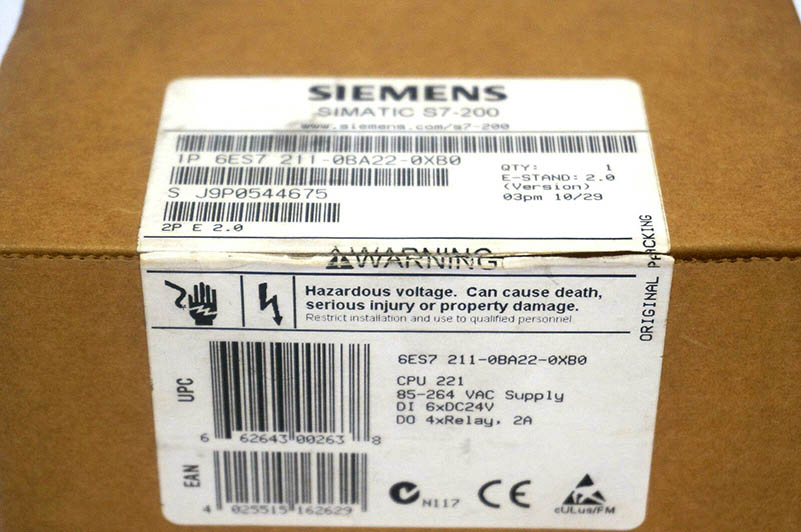 SIEMENS
SIMATIC S7-200
www.siemens.com/s7-200
1P 6ES7 211-0BA22-0XB0
S J9P0544675
2P E 2.0
QTY: 1
E-STAND: 2.0
(Version)
03pm 10/29
WARNING
ORIGINAL PACKING
Hazardous voltage. Can cause death,
serious injury or property damage.
Restrict installation and use to qualified personnel.
UPC
6 62643 00263 8
EAN
4 025515 162629
6ES7 211-0BA22-0XB0
CPU 221
85-264 VAC Supply
DI 6xDC24V
DO 4xRelay, 2A
N117
CE
cULus/FM